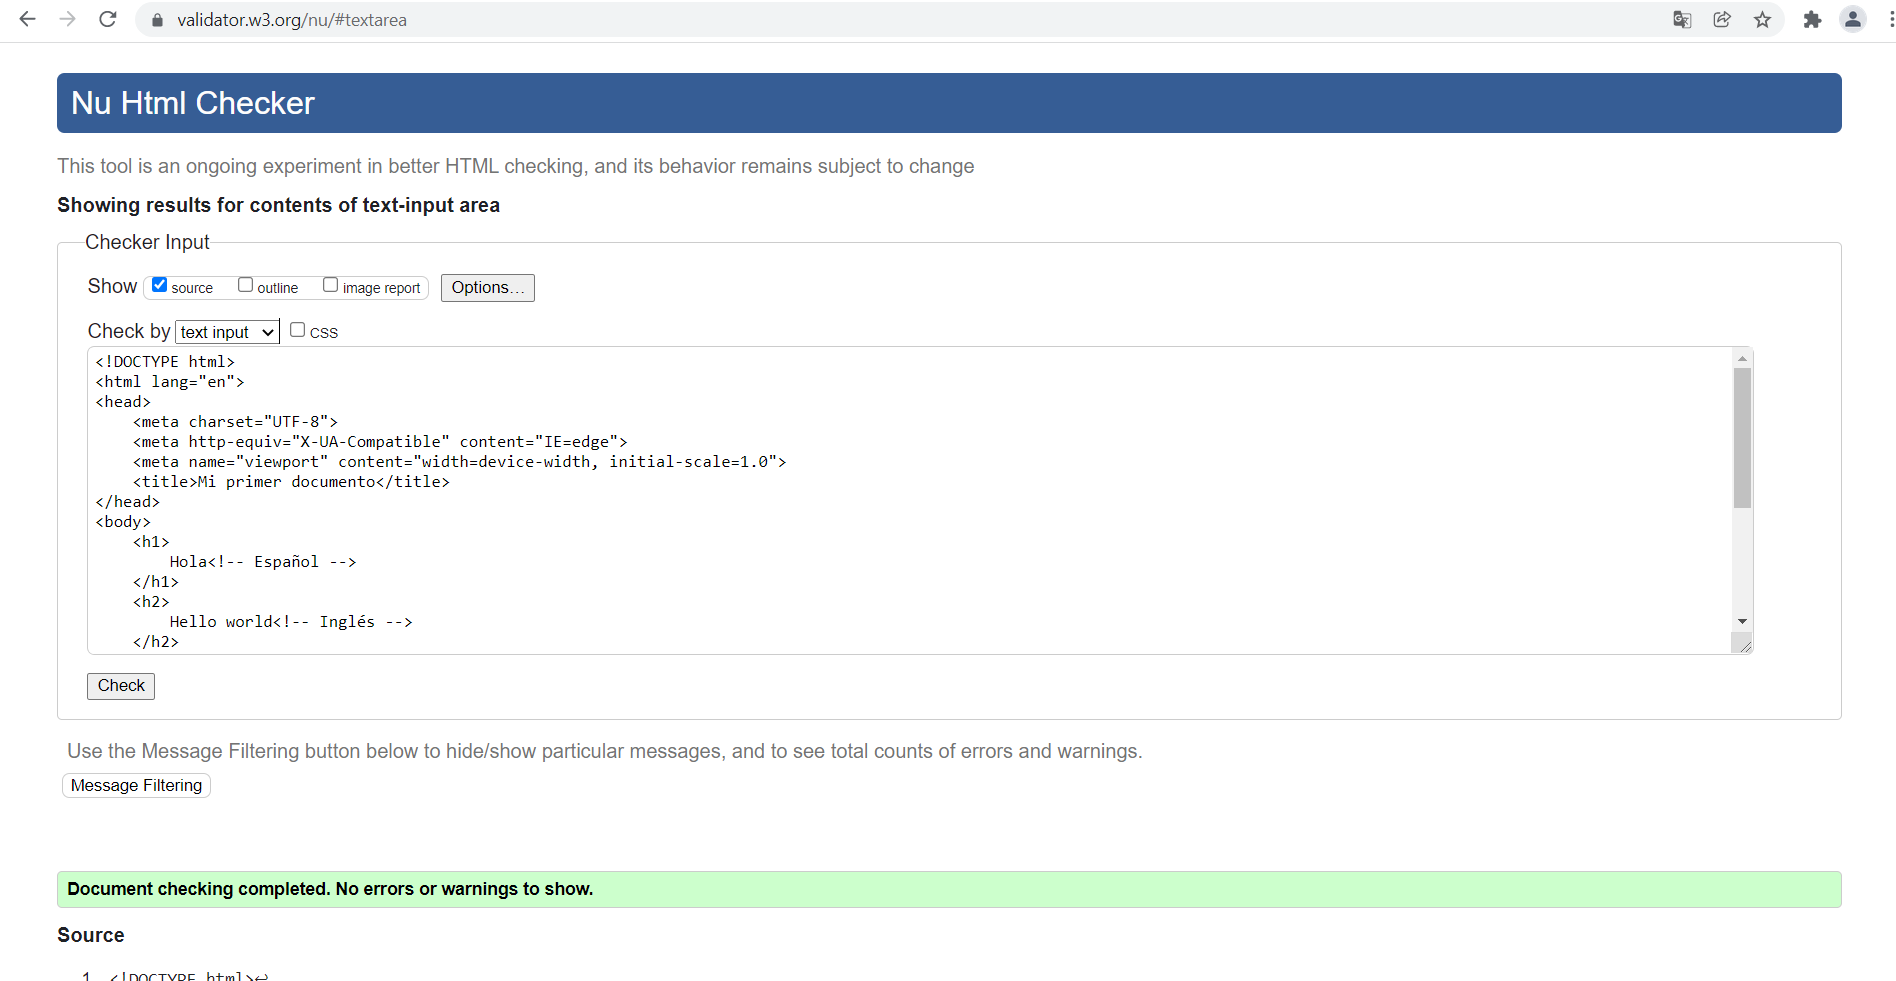 validator.w3.org/nu/#textarea
Nu Html Checker
This tool is an ongoing experiment in better HTML checking, and its behavior remains subject to change
Showing results for contents of text-input area
Checker Input
Show source outline image report Options…
Check by text input CSS
<!DOCTYPE html>
<html lang="en">
<head>
    <meta charset="UTF-8">
    <meta http-equiv="X-UA-Compatible" content="IE=edge">
    <meta name="viewport" content="width=device-width, initial-scale=1.0">
    <title>Mi primer documento</title>
</head>
<body>
    <h1>
        Hola<!-- Español -->
    </h1>
    <h2>
        Hello world<!-- Inglés -->
    </h2>
Check
Use the Message Filtering button below to hide/show particular messages, and to see total counts of errors and warnings.
Message Filtering
Document checking completed. No errors or warnings to show.
Source
1 <!DOCTYPE html>↩